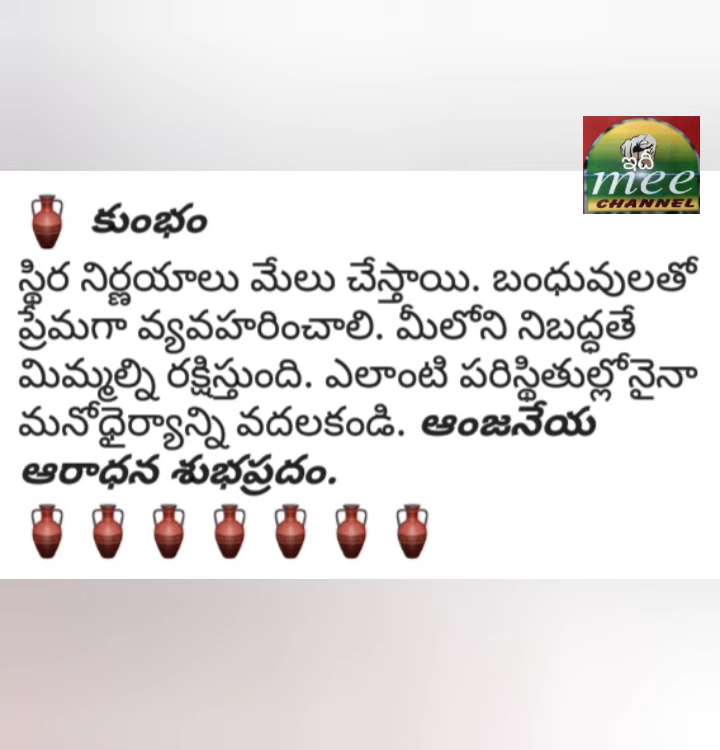 ఇదీ
mee
CHANNEL
🏺 కుంభం
స్థిర నిర్ణయాలు మేలు చేస్తాయి. బంధువులతో
ప్రేమగా వ్యవహరించాలి. మీలోని నిబద్ధతే
మిమ్మల్ని రక్షిస్తుంది. ఎలాంటి పరిస్థితుల్లోనైనా
మనోధైర్యాన్ని వదలకండి. ఆంజనేయ
ఆరాధన శుభప్రదం.
🏺 🏺 🏺 🏺 🏺 🏺 🏺